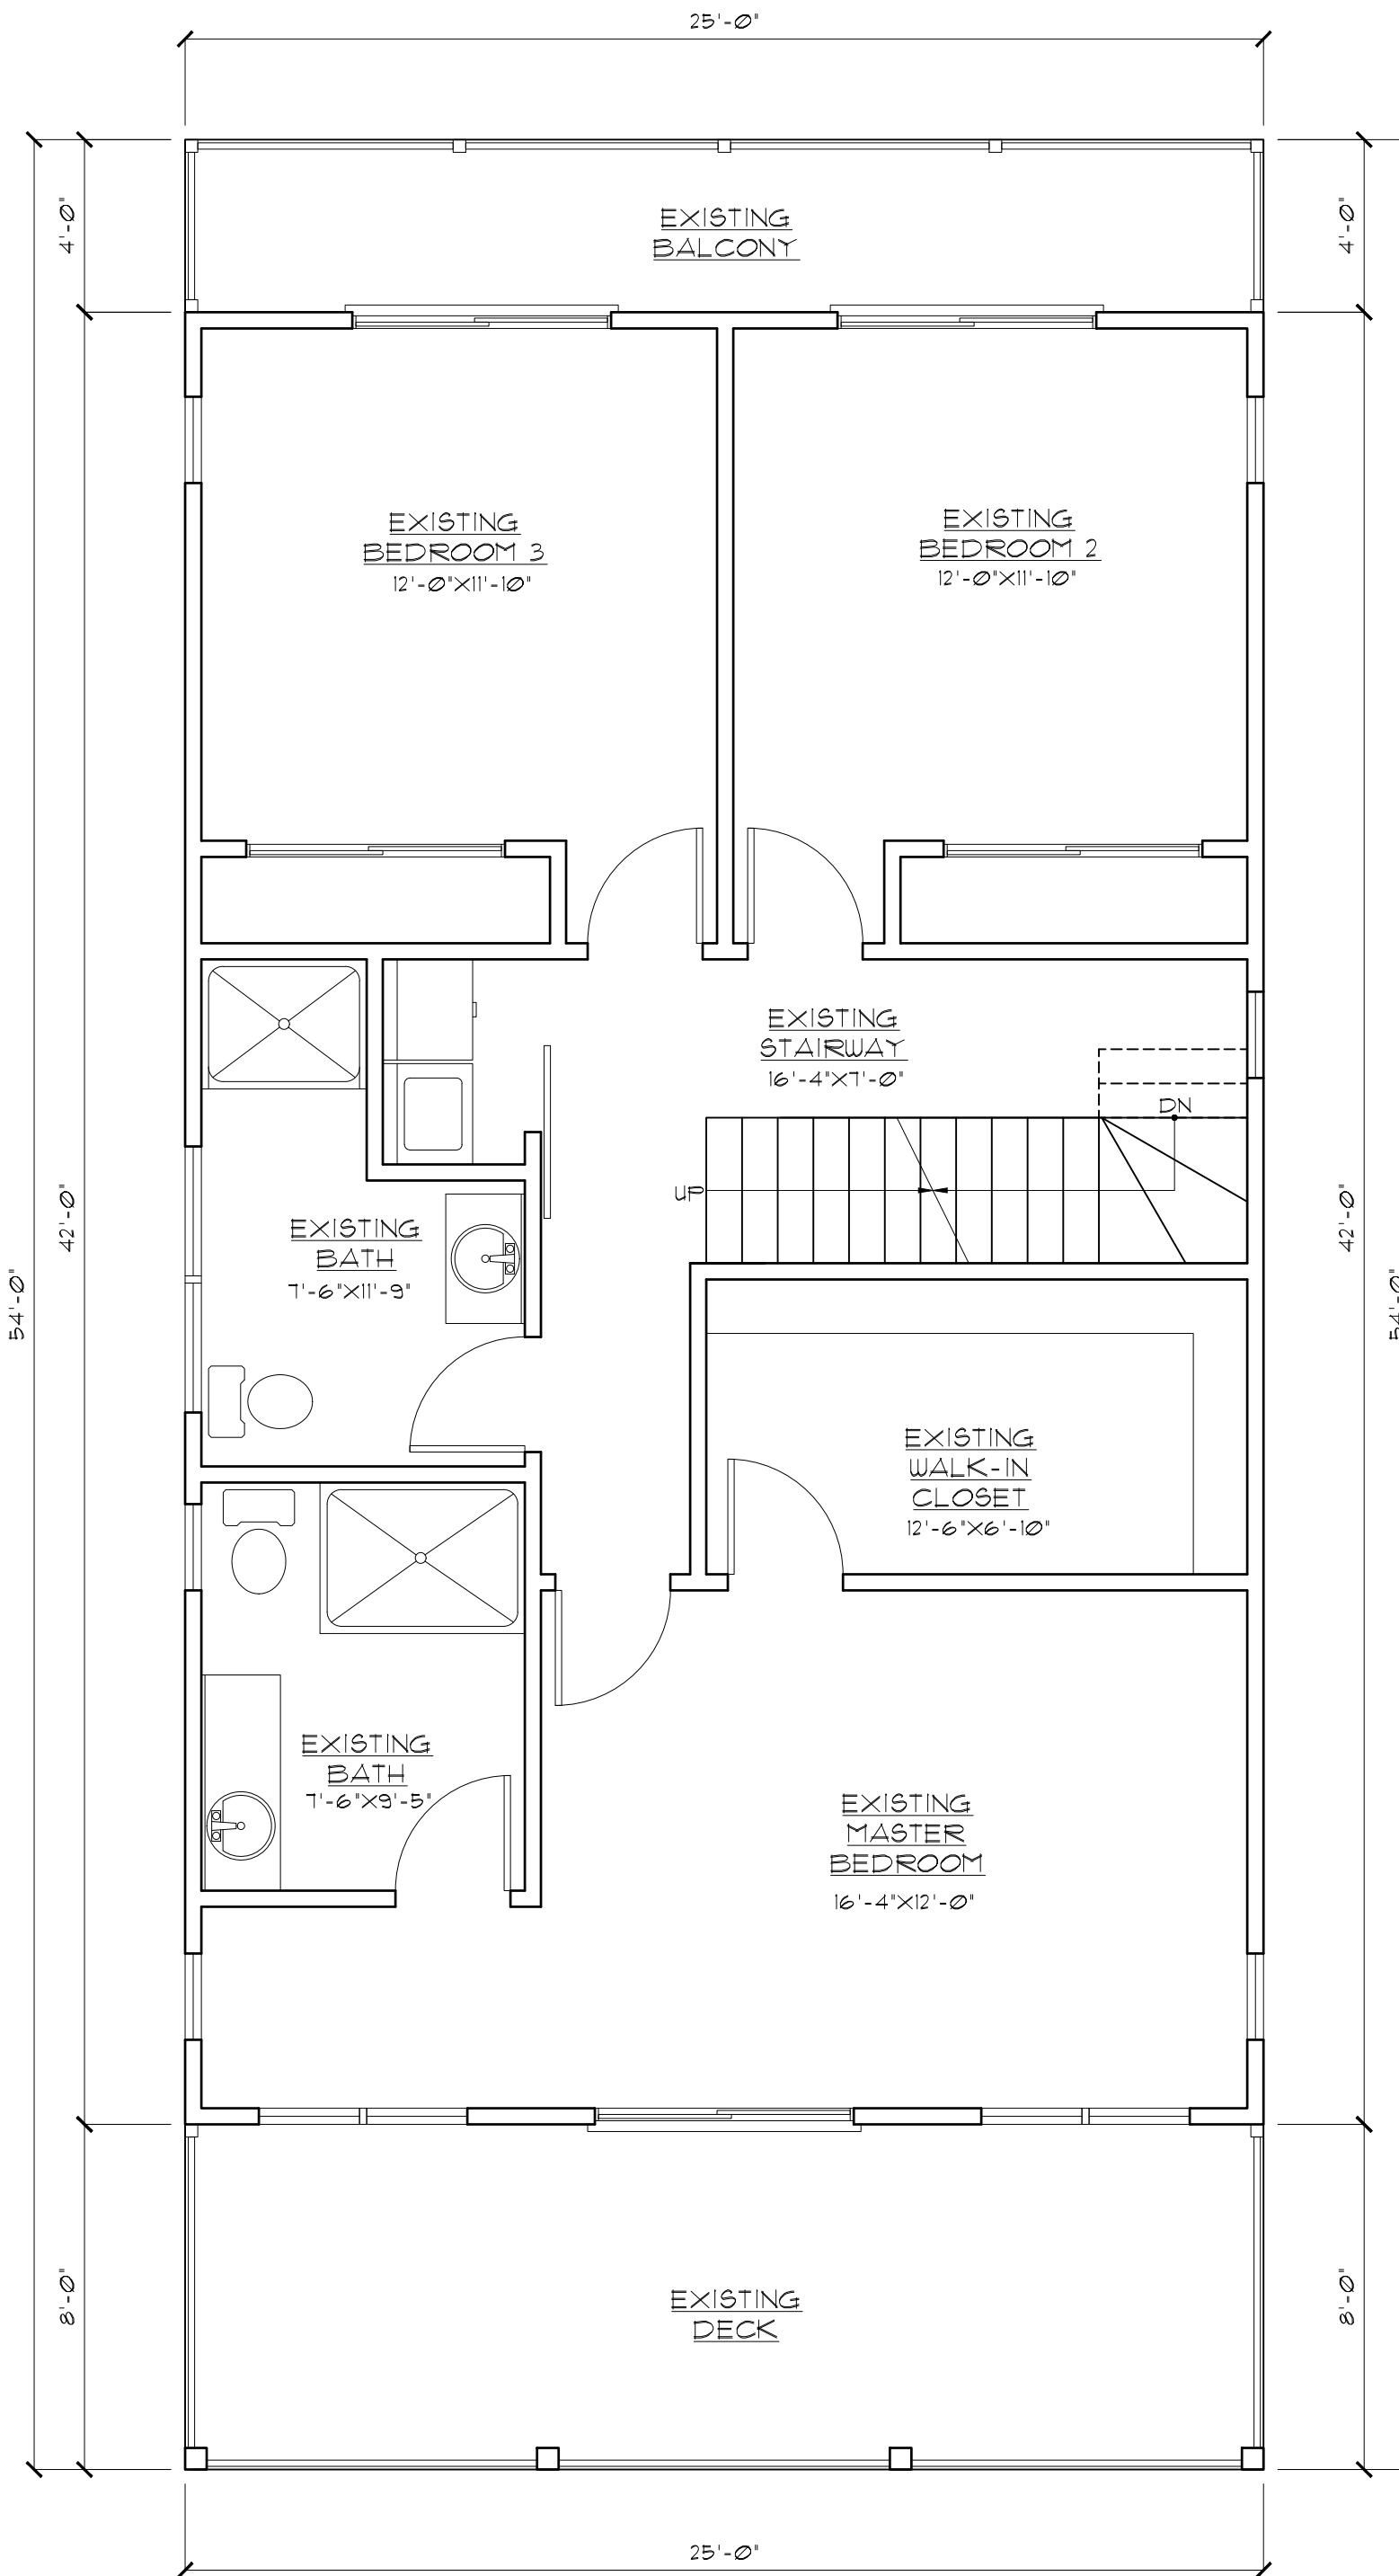 25'-0"
4'-0"
4'-0"
EXISTING
BALCONY
EXISTING
BEDROOM 3
12'-0"X11'-10"
EXISTING
BEDROOM 2
12'-0"X11'-10"
EXISTING
STAIRWAY
16'-4"X7'-0"
DN
UP
42'-0"
42'-0"
EXISTING
BATH
7'-6"X11'-9"
54'-0"
54'-0"
EXISTING
WALK-IN
CLOSET
12'-6"X6'-10"
EXISTING
BATH
7'-6"X9'-5"
EXISTING
MASTER
BEDROOM
16'-4"X12'-0"
8'-0"
8'-0"
EXISTING
DECK
25'-0"